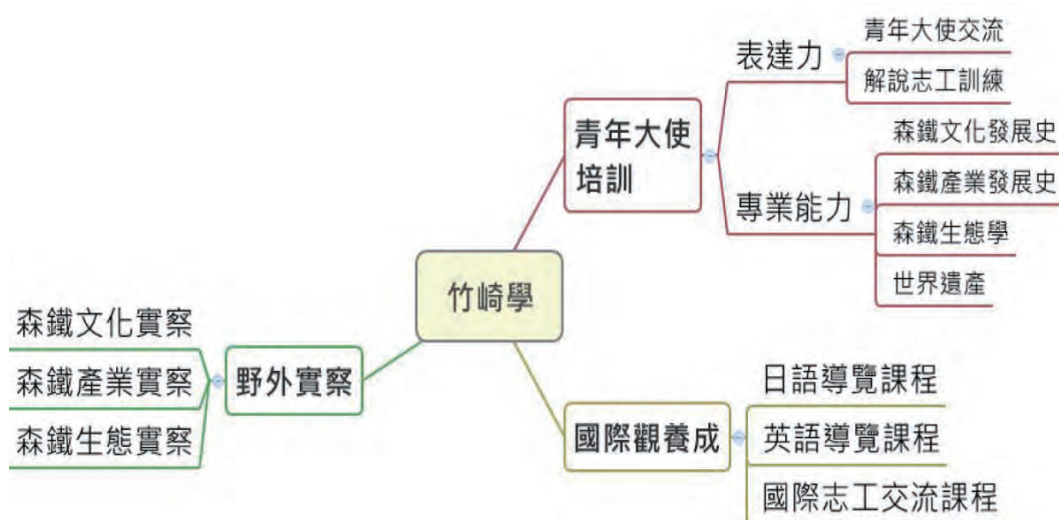 竹崎學
青年大使
培訓
表達力
青年大使交流
解說志工訓練
專業能力
森鐵文化發展史
森鐵產業發展史
森鐵生態學
世界遺產
國際觀養成
日語導覽課程
英語導覽課程
國際志工交流課程
野外實察
森鐵文化實察
森鐵產業實察
森鐵生態實察